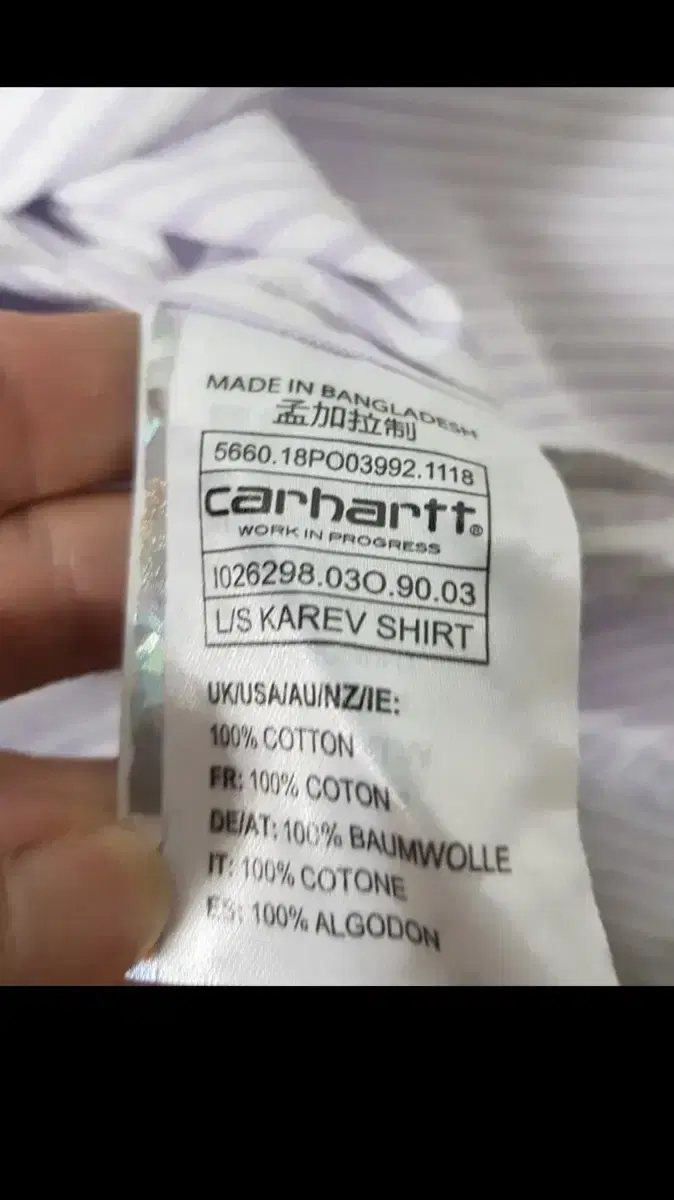 MADE IN BANGLADESH
孟加拉制
5660.18PO03992.1118
carhartt®
WORK IN PROGRESS
I026298.03O.90.03
L/S KAREV SHIRT
UK/USA/AU/NZ/IE:
100% COTTON
FR: 100% COTON
DE/AT: 100% BAUMWOLLE
IT: 100% COTONE
ES: 100% ALGODON